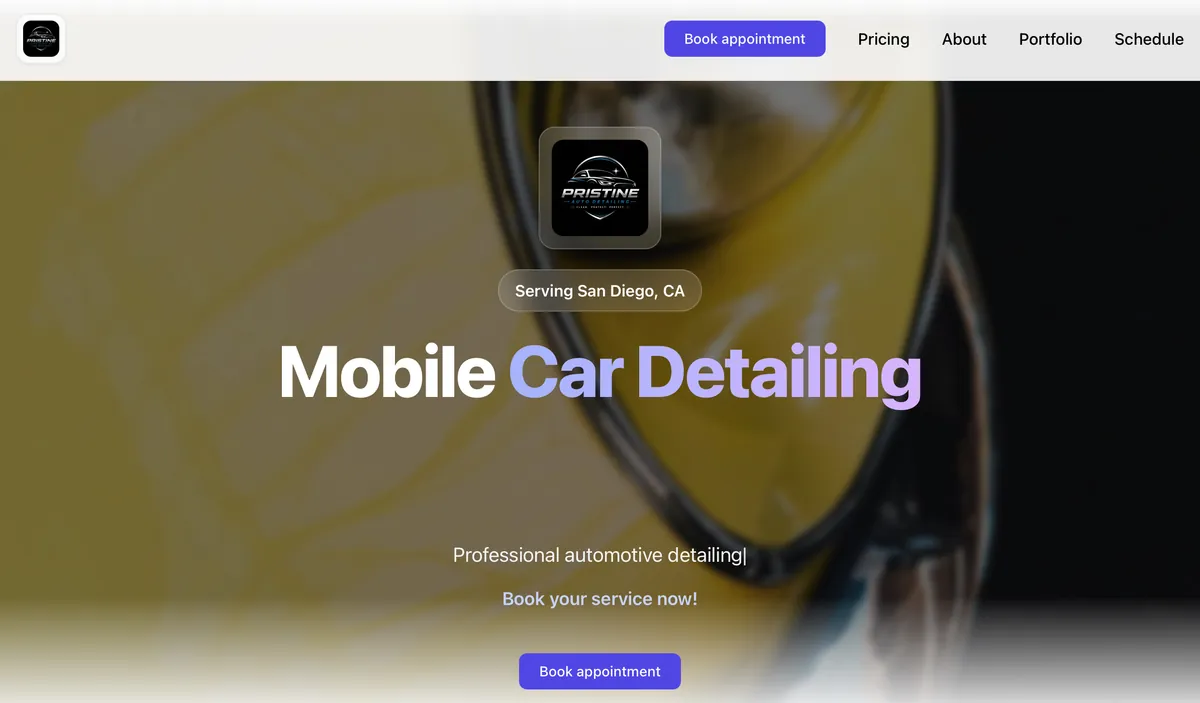 PRISTINE
Book appointment
Pricing
About
Portfolio
Schedule
PRISTINE
AUTO DETAILING
Serving San Diego, CA
Mobile Car Detailing
Professional automotive detailing|
Book your service now!
Book appointment